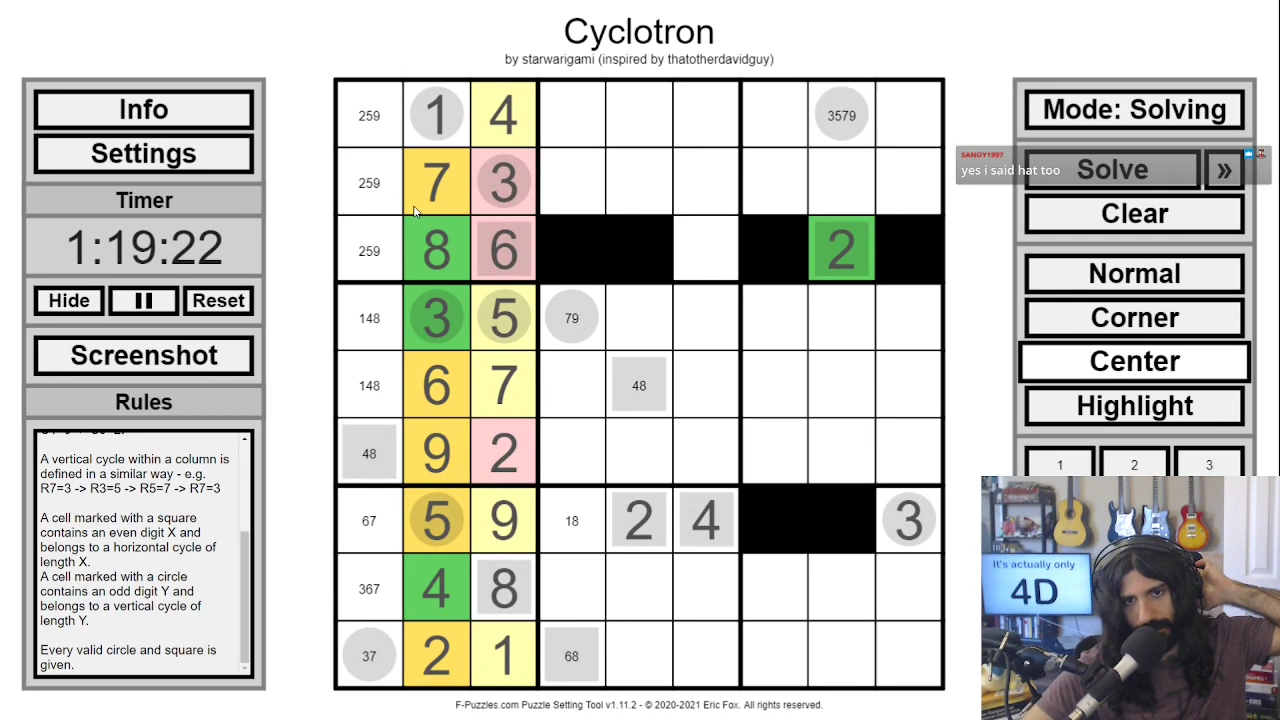 Cyclotron
by starwarigami (inspired by thatotherdavidguy)
Info
Settings
Timer
1:19:22
Hide
Reset
Screenshot
Rules
A vertical cycle within a column is
defined in a similar way - e.g.
R7=3 -> R3=5 -> R5=7 -> R7=3
A cell marked with a square
contains an even digit X and
belongs to a horizontal cycle of
length X.
A cell marked with a circle
contains an odd digit Y and
belongs to a vertical cycle of
length Y.
Every valid circle and square is
given.
259 1 4 3579
259 7 3
259 8 6 2
148 3 5 79
148 6 7 48
48 9 2
67 5 9 18 2 4 3
367 4 8
37 2 1 68
F-Puzzles.com Puzzle Setting Tool v1.11.2 - © 2020-2021 Eric Fox. All rights reserved.
Mode: Solving
SANOY1997
yes i said hat too
Solve »
Clear
Normal
Corner
Center
Highlight
1 2 3
It's actually only
4D